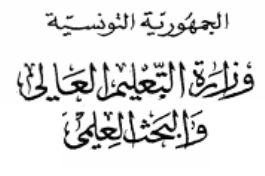 الجمهورية التونسية
وزارة التعليم العالي
والبحث العلمي